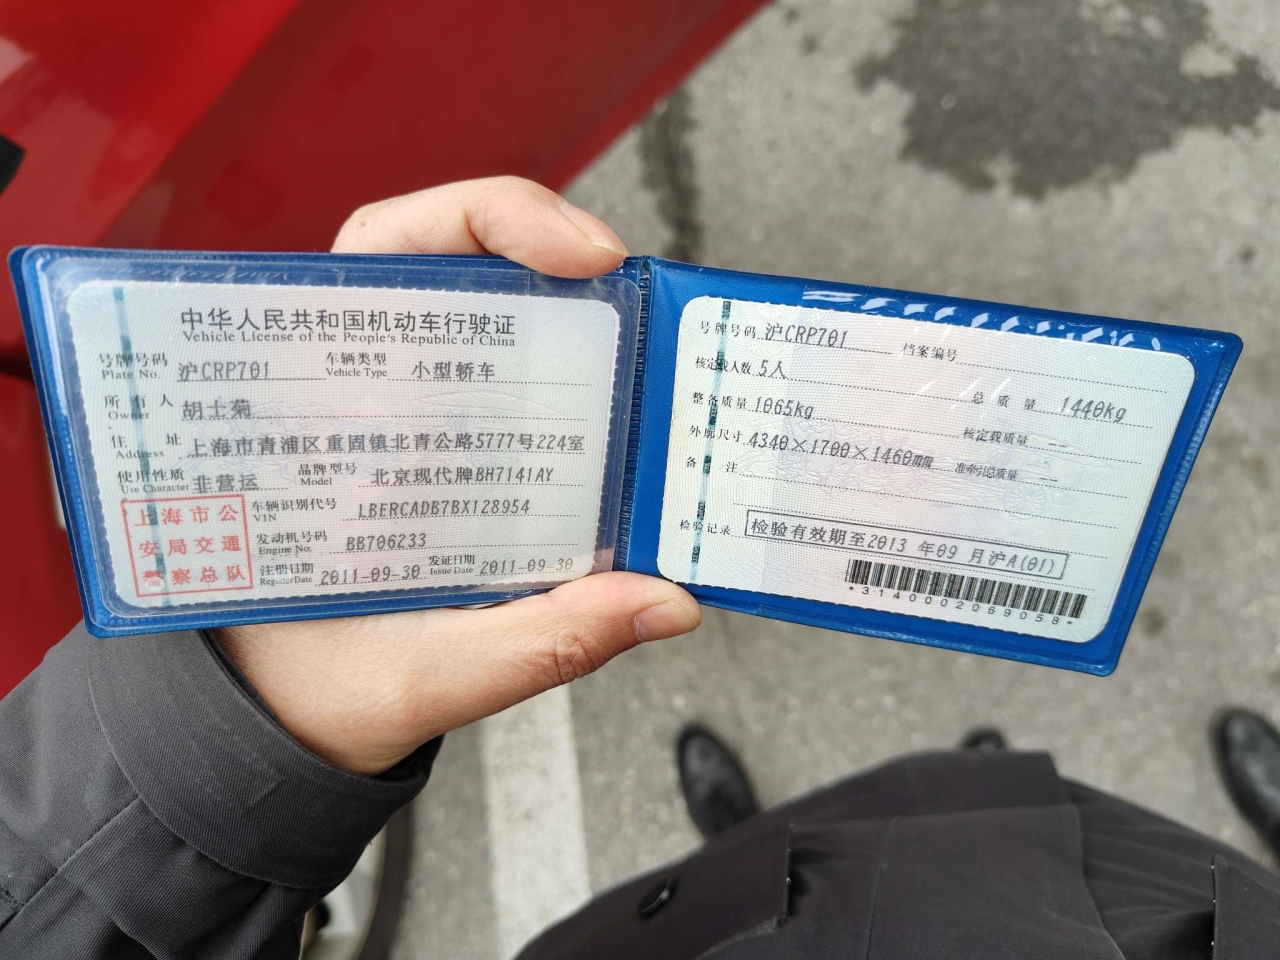 中华人民共和国机动车行驶证
Vehicle License of the People's Republic of China
号牌号码 Plate No. 沪CRP701 车辆类型 Vehicle Type 小型轿车
所有人 Owner 胡士菊
住址 Address 上海市青浦区重固镇北青公路5777号224室
使用性质 Use Character 非营运 品牌型号 Model 北京现代牌BH7141AY
上海市公安局交通警察总队
车辆识别代号 VIN LBERCADB7BX128954
发动机号码 Engine No. BB706233
注册日期 Register Date 2011-09-30 发证日期 Issue Date 2011-09-30
号牌号码 沪CRP701 档案编号
核定载人数 5人 总质量 1440kg
整备质量 1065kg 核定载质量 --
外廓尺寸 4340×1700×1460mm 准牵引总质量 --
备注
检验记录 检验有效期至2013年09月沪A(01)
*3140002069058*